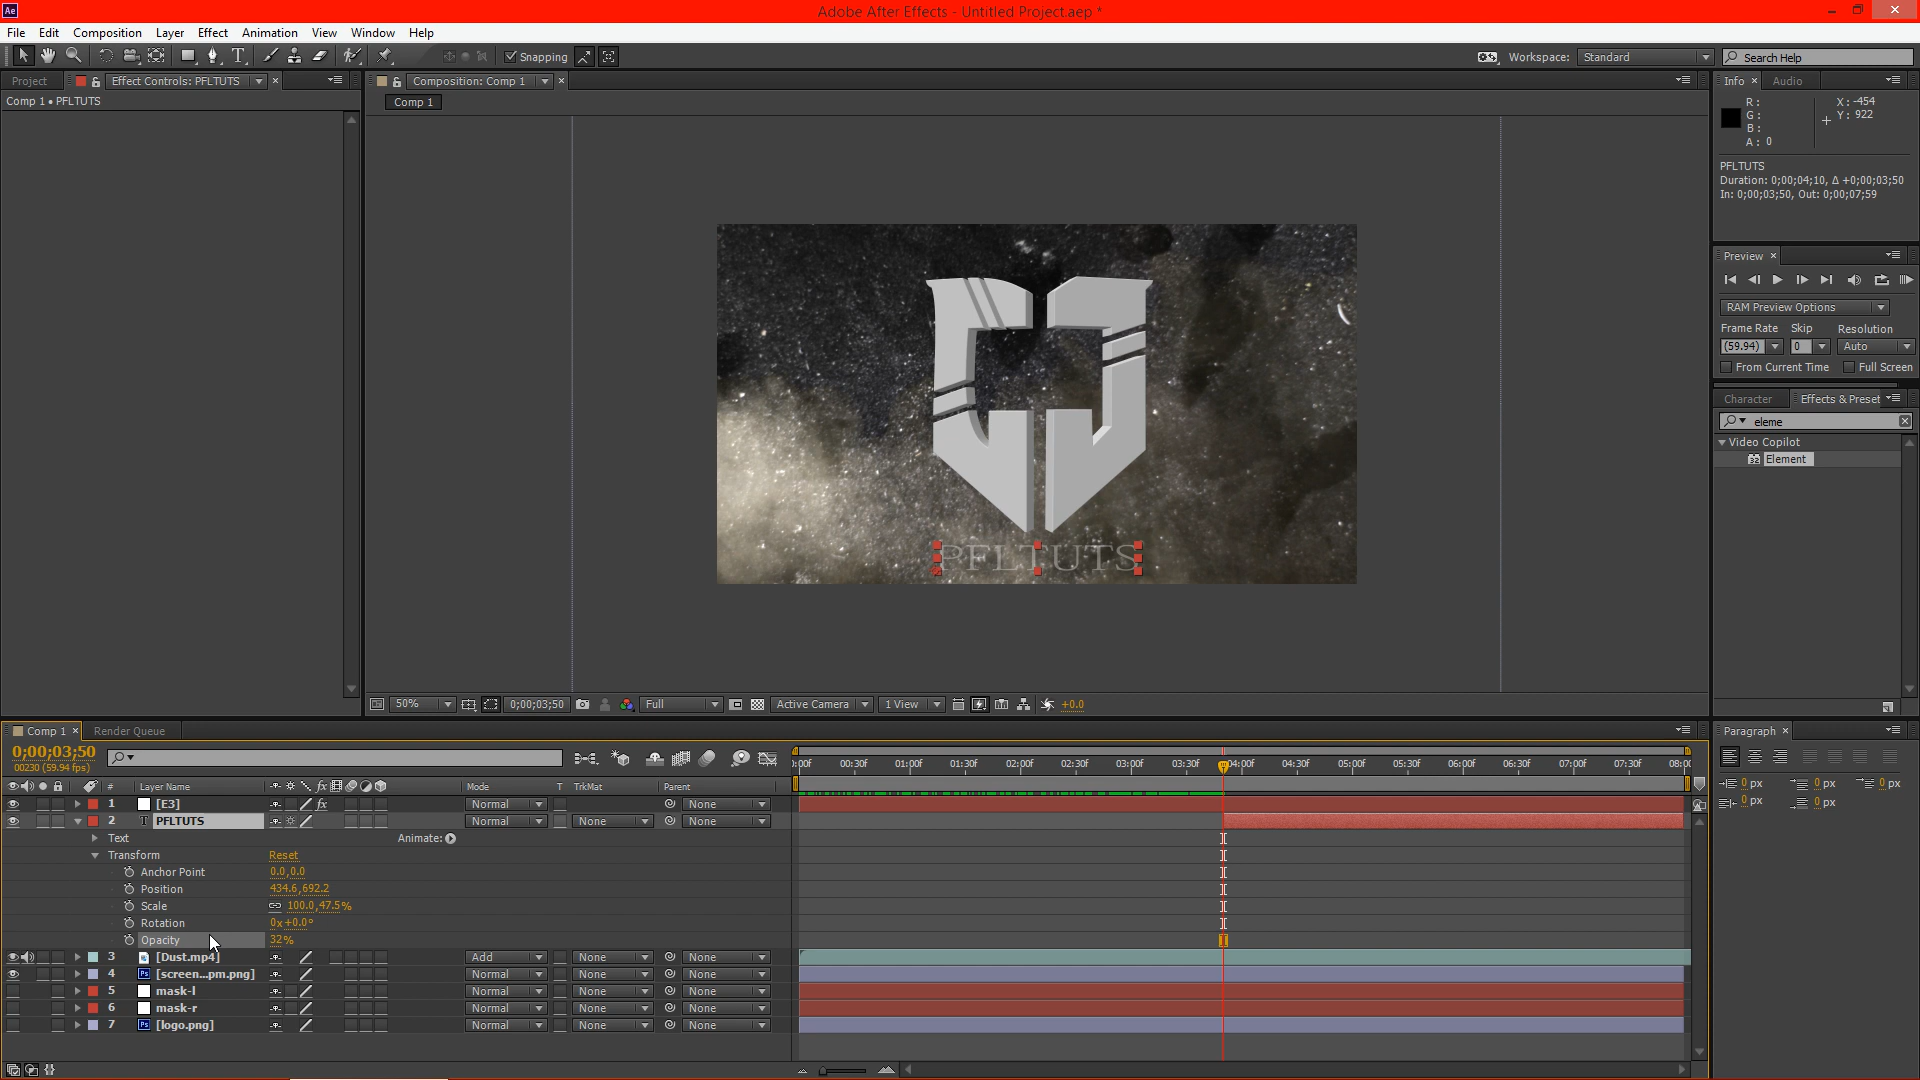 Ae Adobe After Effects - Untitled Project.aep *
File Edit Composition Layer Effect Animation View Window Help
T Snapping Workspace: Standard Search Help
Project Effect Controls: PFLTUTS Composition: Comp 1 Info Audio
Comp 1 • PFLTUTS
Comp 1
R: X: -454
G: Y: 922
B:
A: 0
PFLTUTS
Duration: 0;00;04;10, Δ +0;00;03;50
In: 0;00;03;50, Out: 0;00;07;59
Preview
RAM Preview Options
Frame Rate Skip Resolution
(59.94) 0 Auto
From Current Time Full Screen
Character Effects & Preset
eleme
Video Copilot
32 Element
PFLTUTS
50% 0;00;03;50 Full Active Camera 1 View +0.0
Comp 1 Render Queue Paragraph
0;00;03;50
00230 (59.94 fps)
0:00f 00:30f 01:00f 01:30f 02:00f 02:30f 03:00f 03:30f 04:00f 04:30f 05:00f 05:30f 06:00f 06:30f 07:00f 07:30f 08:00
# Layer Name fx Mode T TrkMat Parent
0 px 0 px 0 px
0 px 0 px
1 [E3] fx Normal None
2 T PFLTUTS Normal None None
Text Animate:
Transform Reset
Anchor Point 0.0,0.0
Position 434.6,692.2
Scale 100.0,47.5%
Rotation 0x+0.0°
Opacity 32%
3 [Dust.mp4] Add None None
4 Ps [screen...pm.png] Normal None None
5 mask-l Normal None None
6 mask-r Normal None None
7 Ps [logo.png] Normal None None